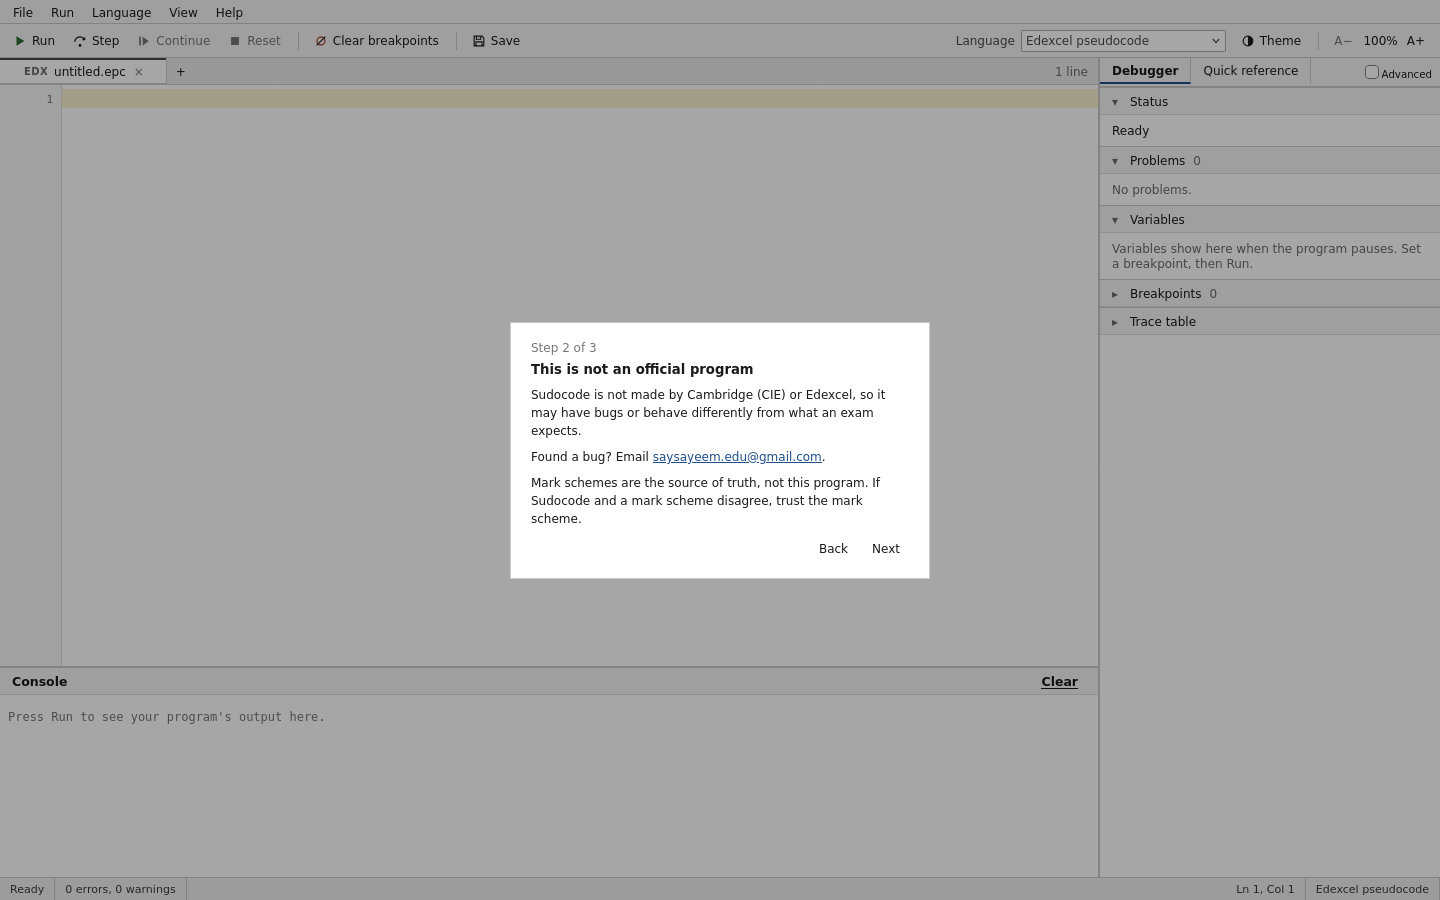 File Run Language View Help
Run Step Continue Reset Clear breakpoints Save Language Edexcel pseudocode Theme A− 100% A+
EDX untitled.epc × + 1 line
Debugger Quick reference Advanced
1
Status
Ready
Problems 0
No problems.
Variables
Variables show here when the program pauses. Set
a breakpoint, then Run.
Breakpoints 0
Trace table
Step 2 of 3
This is not an official program
Sudocode is not made by Cambridge (CIE) or Edexcel, so it
may have bugs or behave differently from what an exam
expects.
Found a bug? Email saysayeem.edu@gmail.com.
Mark schemes are the source of truth, not this program. If
Sudocode and a mark scheme disagree, trust the mark
scheme.
Back Next
Console Clear
Press Run to see your program's output here.
Ready 0 errors, 0 warnings Ln 1, Col 1 Edexcel pseudocode